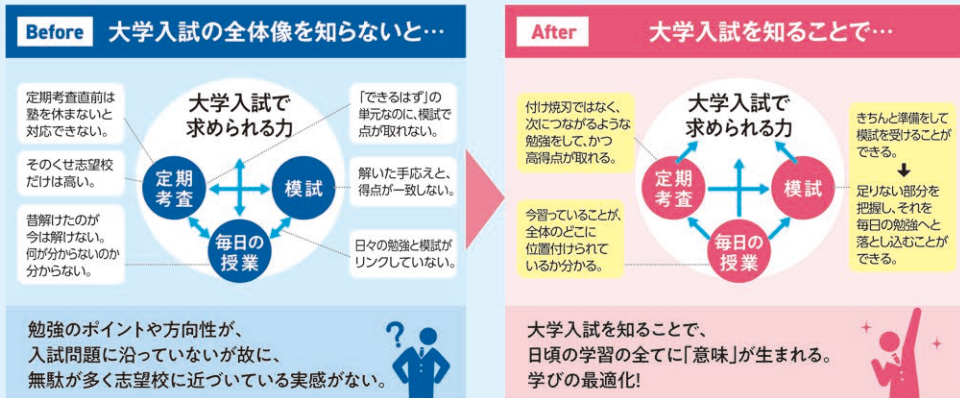 Before 大学入試の全体像を知らないと…
定期考査直前は
塾を休まないと
対応できない。
そのくせ志望校
だけは高い。
昔解けたのが
今は解けない。
何が分からないのか
分からない。
大学入試で
求められる力
定期
考査
模試
毎日の
授業
「できるはず」の
単元なのに、模試で
点が取れない。
解いた手応えと、
得点が一致しない。
日々の勉強と模試が
リンクしていない。
勉強のポイントや方向性が、
入試問題に沿っていないが故に、
無駄が多く志望校に近づいている実感がない。
?
After 大学入試を知ることで…
付け焼刃ではなく、
次につながるような
勉強をして、かつ
高得点が取れる。
今習っていることが、
全体のどこに
位置付けられて
いるか分かる。
大学入試で
求められる力
定期
考査
模試
毎日の
授業
きちんと準備をして
模試を受けることが
できる。
足りない部分を
把握し、それを
毎日の勉強へと
落とし込むことが
できる。
大学入試を知ることで、
日頃の学習の全てに「意味」が生まれる。
学びの最適化!